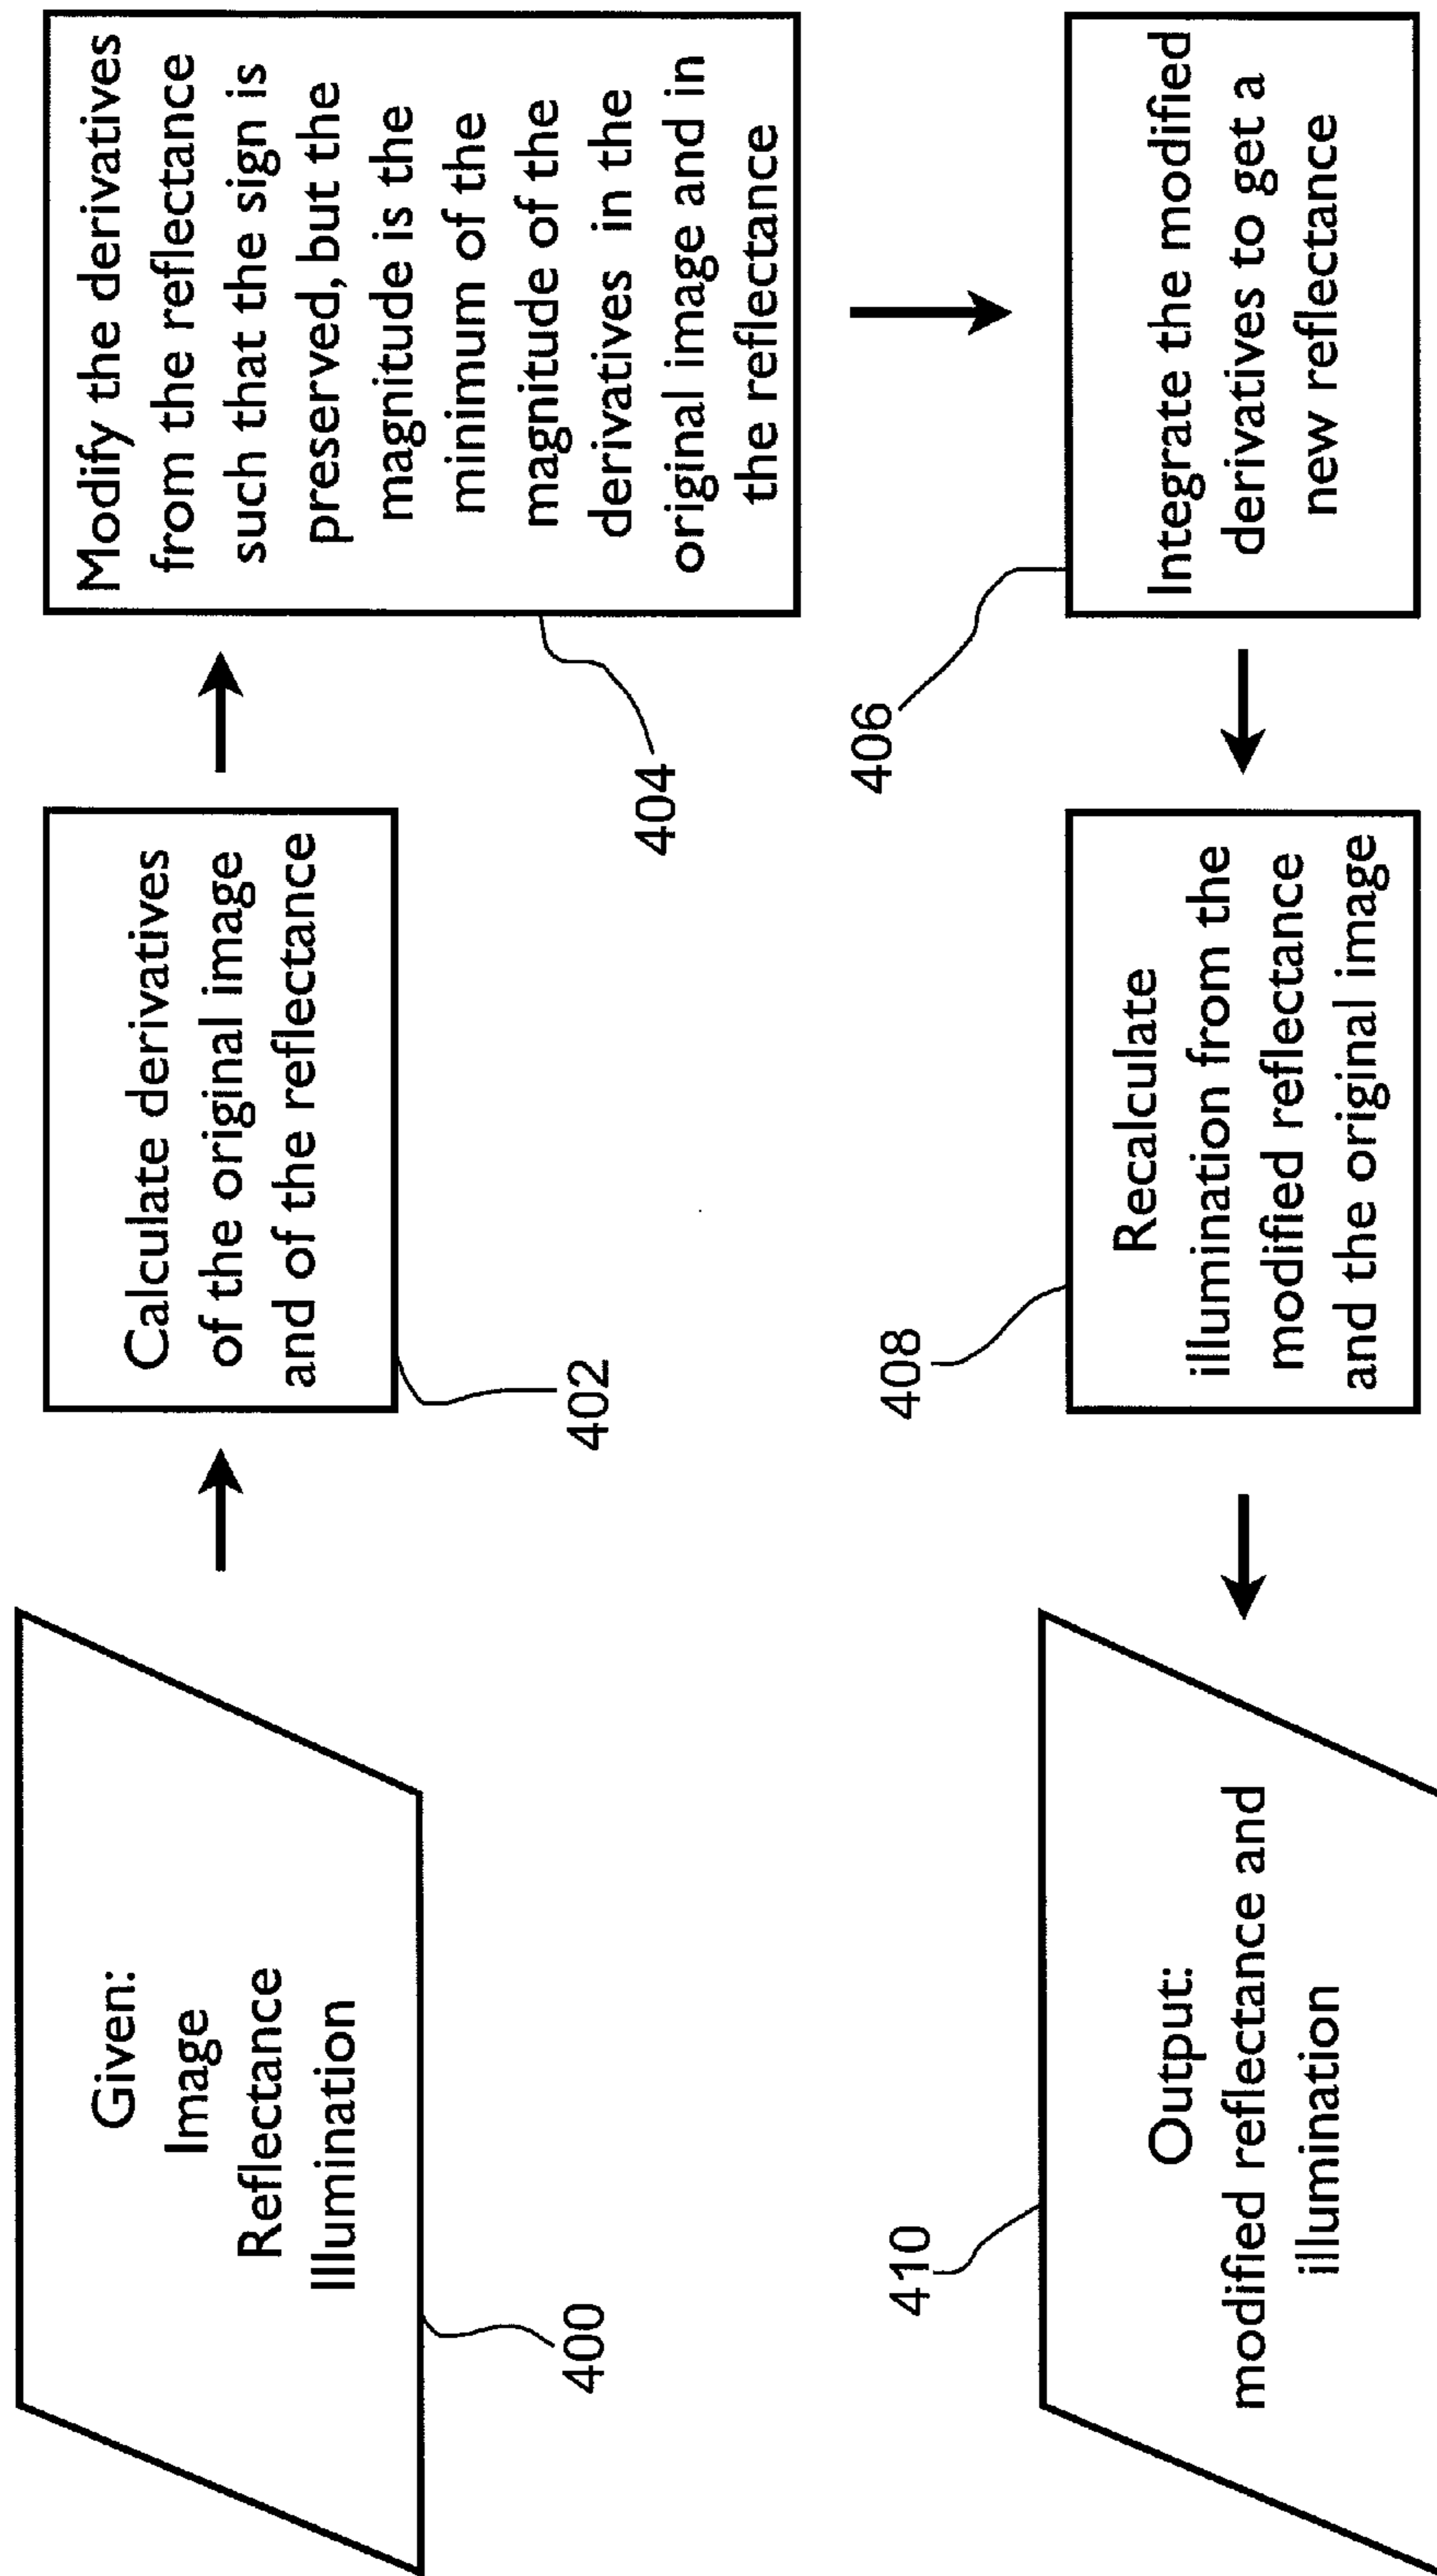 Given:
Image
Reflectance
Illumination
400
Calculate derivatives
of the original image
and of the reflectance
402
Modify the derivatives
from the reflectance
such that the sign is
preserved, but the
magnitude is the
minimum of the
magnitude of the
derivatives in the
original image and in
the reflectance
404
Integrate the modified
derivatives to get a
new reflectance
406
Recalculate
illumination from the
modified reflectance
and the original image
408
Output:
modified reflectance and
illumination
410